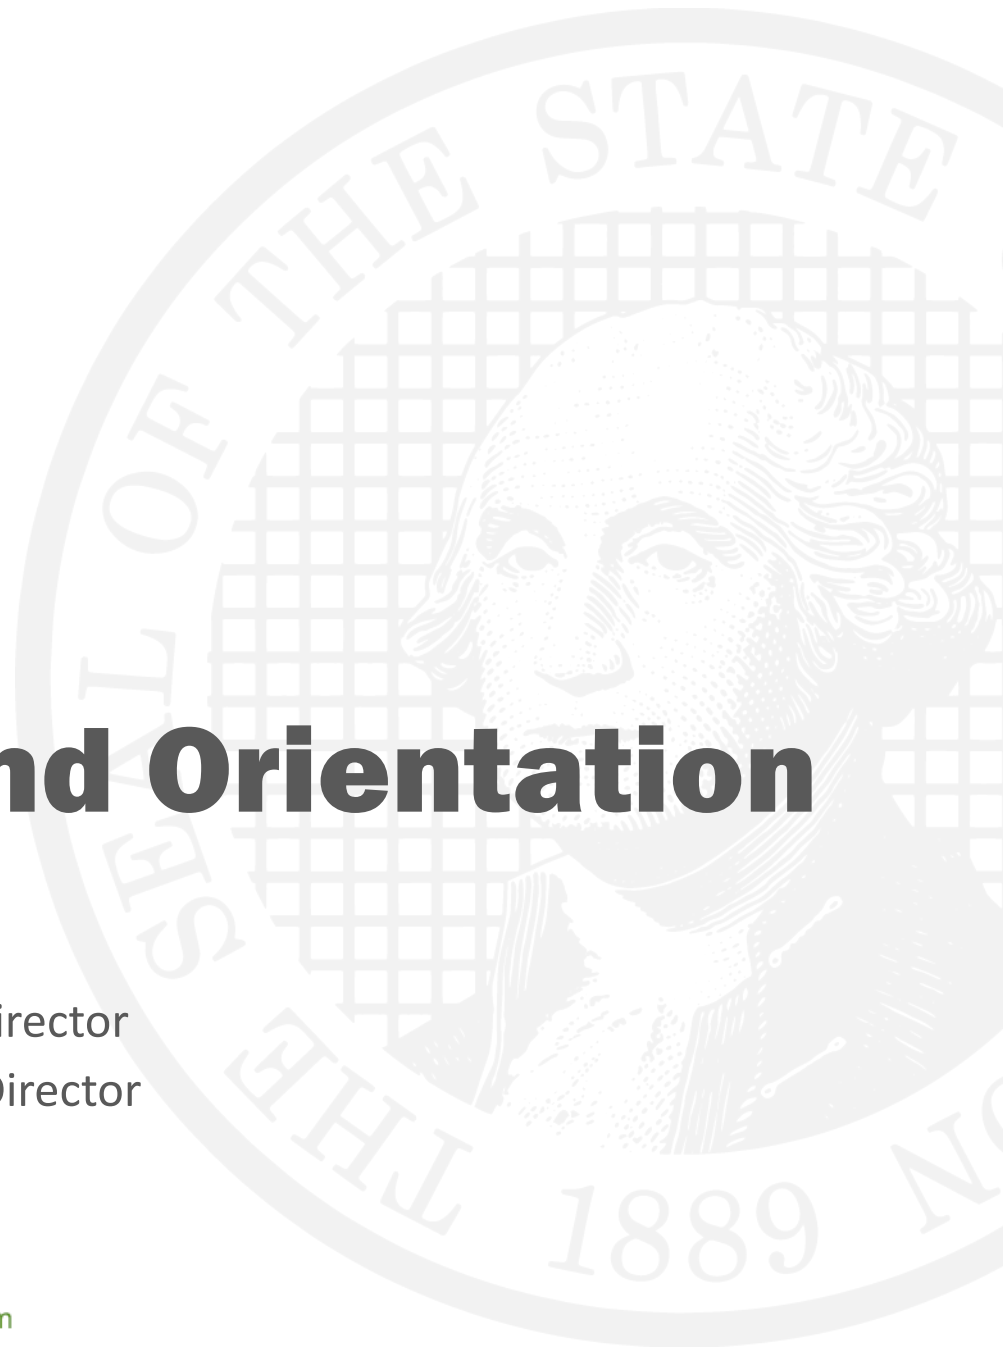 THE SEAL OF THE STATE
1889
nd Orientation
irector
Director
n